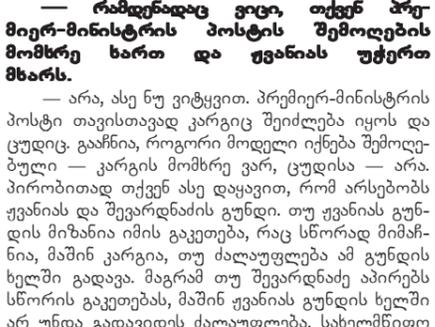 — რამდენადაც ვიცი, თქვენ პრე-
მიერ-მინისტრის პოსტის შემოღების
მომხრე ხართ და ჟვანიას უჭერთ
მხარს.
— არა, ასე ნუ ვიტყვით. პრემიერ-მინისტრის
პოსტი თავისთავად კარგიც შეიძლება იყოს და
ცუდიც. გააჩნია, როგორი მოდელი იქნება შემოღე-
ბული — კარგის მომხრე ვარ, ცუდისა — არა.
პირობითად თქვენ ასე დაყავით, რომ არსებობს
ჟვანიას და შევარდნაძის გუნდი. თუ ჟვანიას გუნ-
დის მიზანია იმის გაკეთება, რაც სწორად მიმაჩ-
ნია, მაშინ კარგია, თუ ძალაუფლება ამ გუნდის
ხელში გადავა. მაგრამ თუ შევარდნაძე აპირებს
სწორის გაკეთებას, მაშინ ჟვანიას გუნდის ხელში
არ უნდა გადავიდეს ძალაუფლება. სახელმწიფო